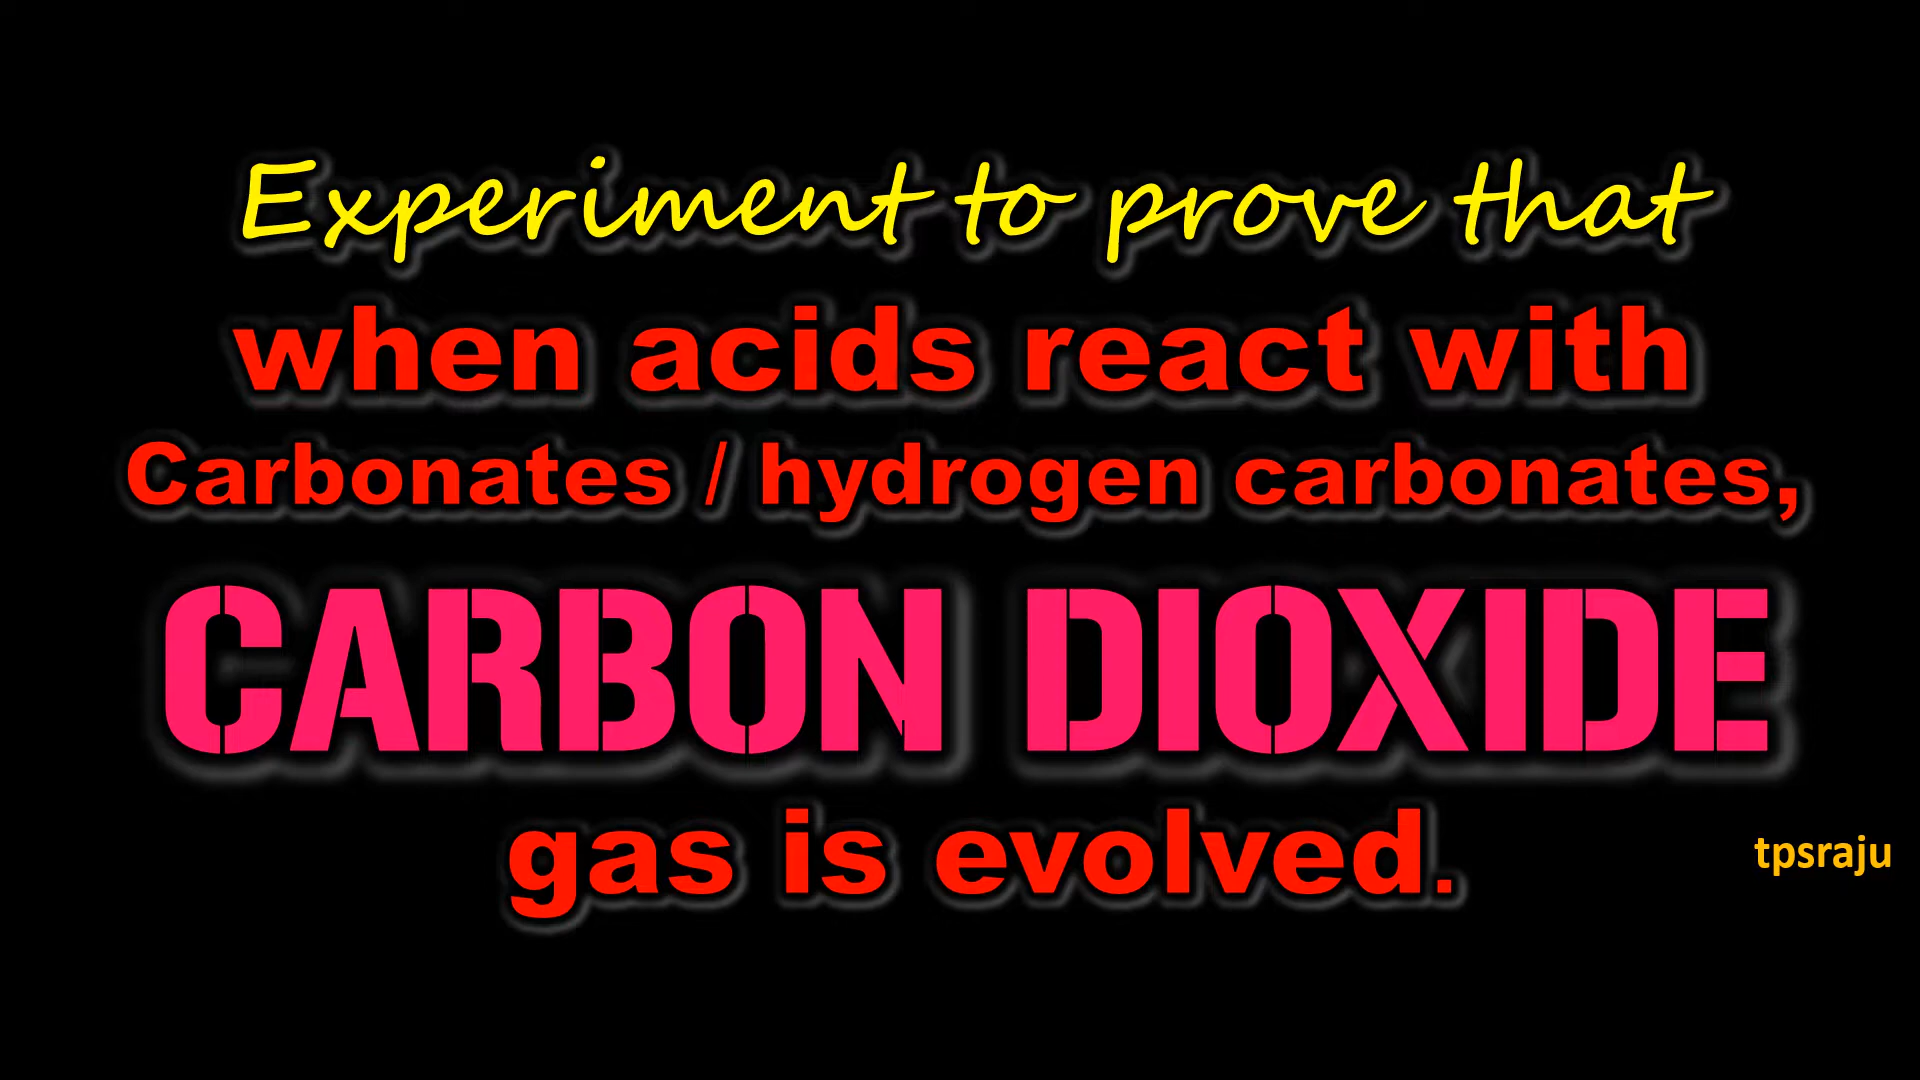 Experiment to prove that
when acids react with
Carbonates / hydrogen carbonates,
CARBON DIOXIDE
gas is evolved.
tpsraju